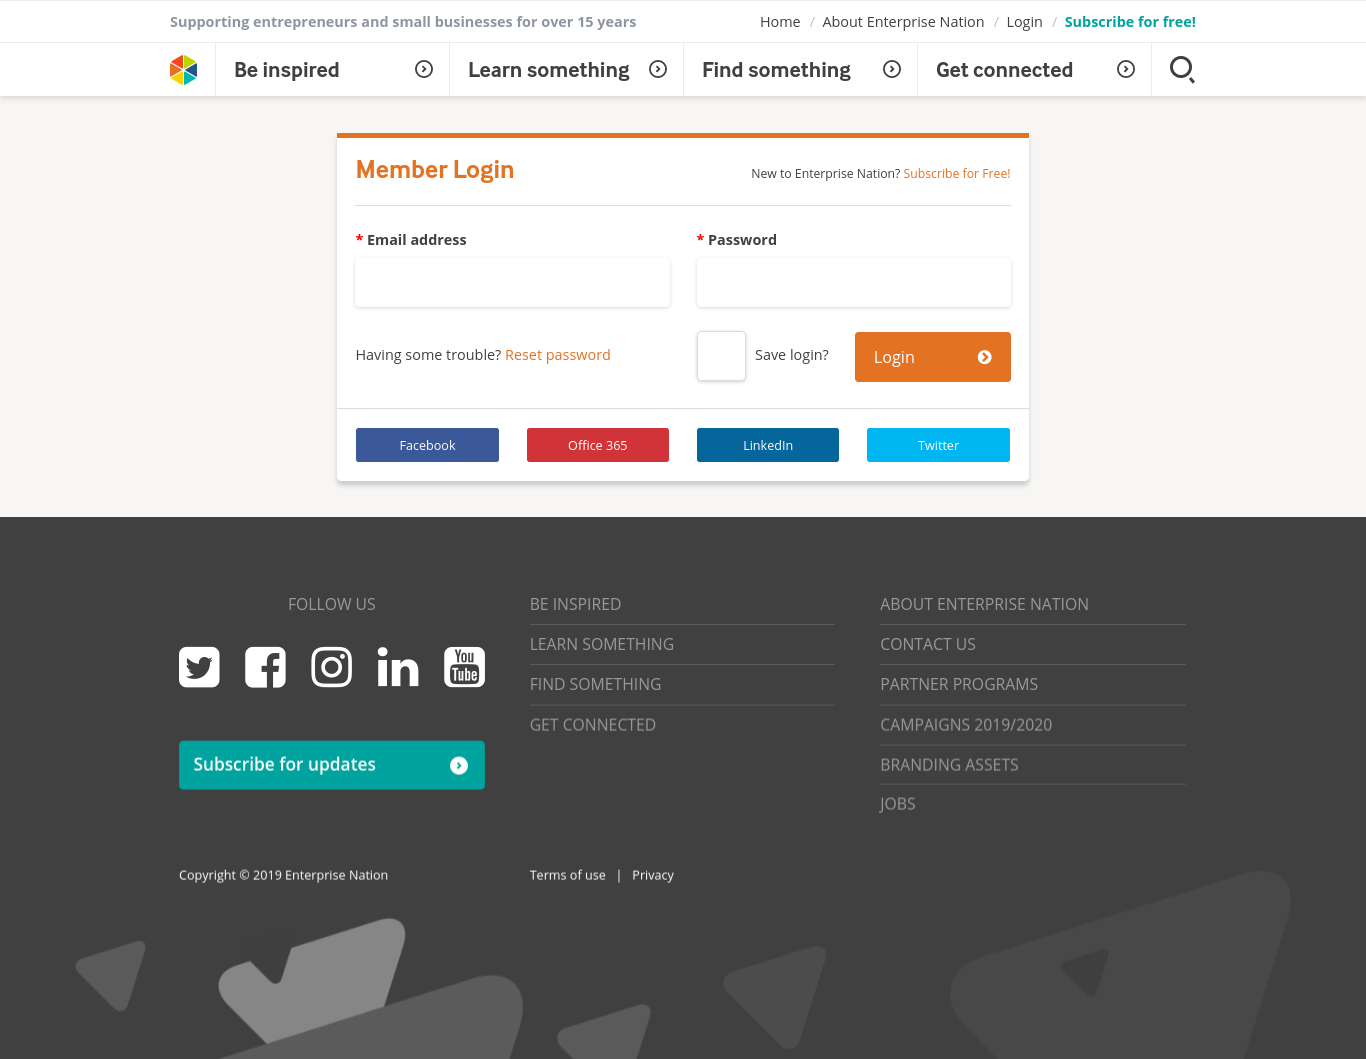 Supporting entrepreneurs and small businesses for over 15 years
Home / About Enterprise Nation / Login / Subscribe for free!
Be inspired
Learn something
Find something
Get connected
Member Login
New to Enterprise Nation? Subscribe for Free!
* Email address
* Password
Having some trouble? Reset password
Save login?
Login
Facebook
Office 365
LinkedIn
Twitter
FOLLOW US
You
Tube
Subscribe for updates
BE INSPIRED
LEARN SOMETHING
FIND SOMETHING
GET CONNECTED
ABOUT ENTERPRISE NATION
CONTACT US
PARTNER PROGRAMS
CAMPAIGNS 2019/2020
BRANDING ASSETS
JOBS
Copyright © 2019 Enterprise Nation
Terms of use | Privacy